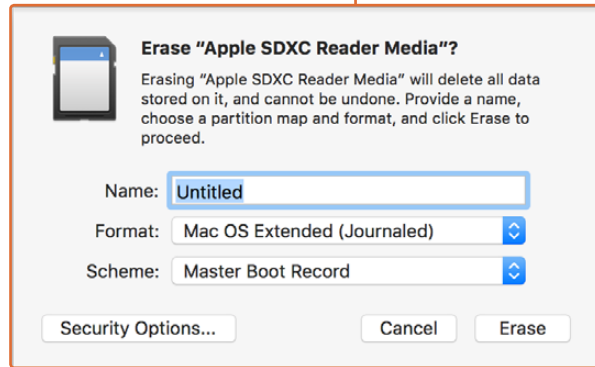 Erase “Apple SDXC Reader Media”?
Erasing “Apple SDXC Reader Media” will delete all data
stored on it, and cannot be undone. Provide a name,
choose a partition map and format, and click Erase to
proceed.
Name: Untitled
Format: Mac OS Extended (Journaled)
Scheme: Master Boot Record
Security Options... Cancel Erase